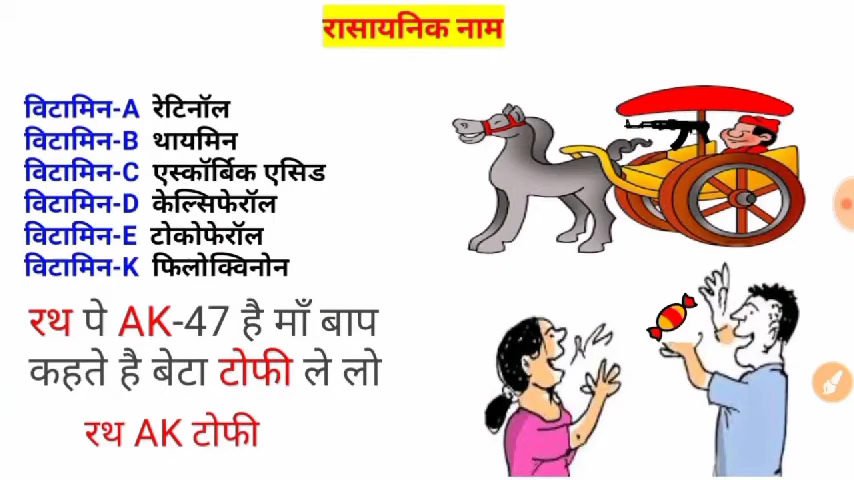 रासायनिक नाम
विटामिन-A रेटिनॉल
विटामिन-B थायमिन
विटामिन-C एस्कॉर्बिक एसिड
विटामिन-D केल्सिफेरॉल
विटामिन-E टोकोफेरॉल
विटामिन-K फिलोक्विनोन
रथ पे AK-47 है माँ बाप
कहते है बेटा टोफी ले लो
रथ AK टोफी